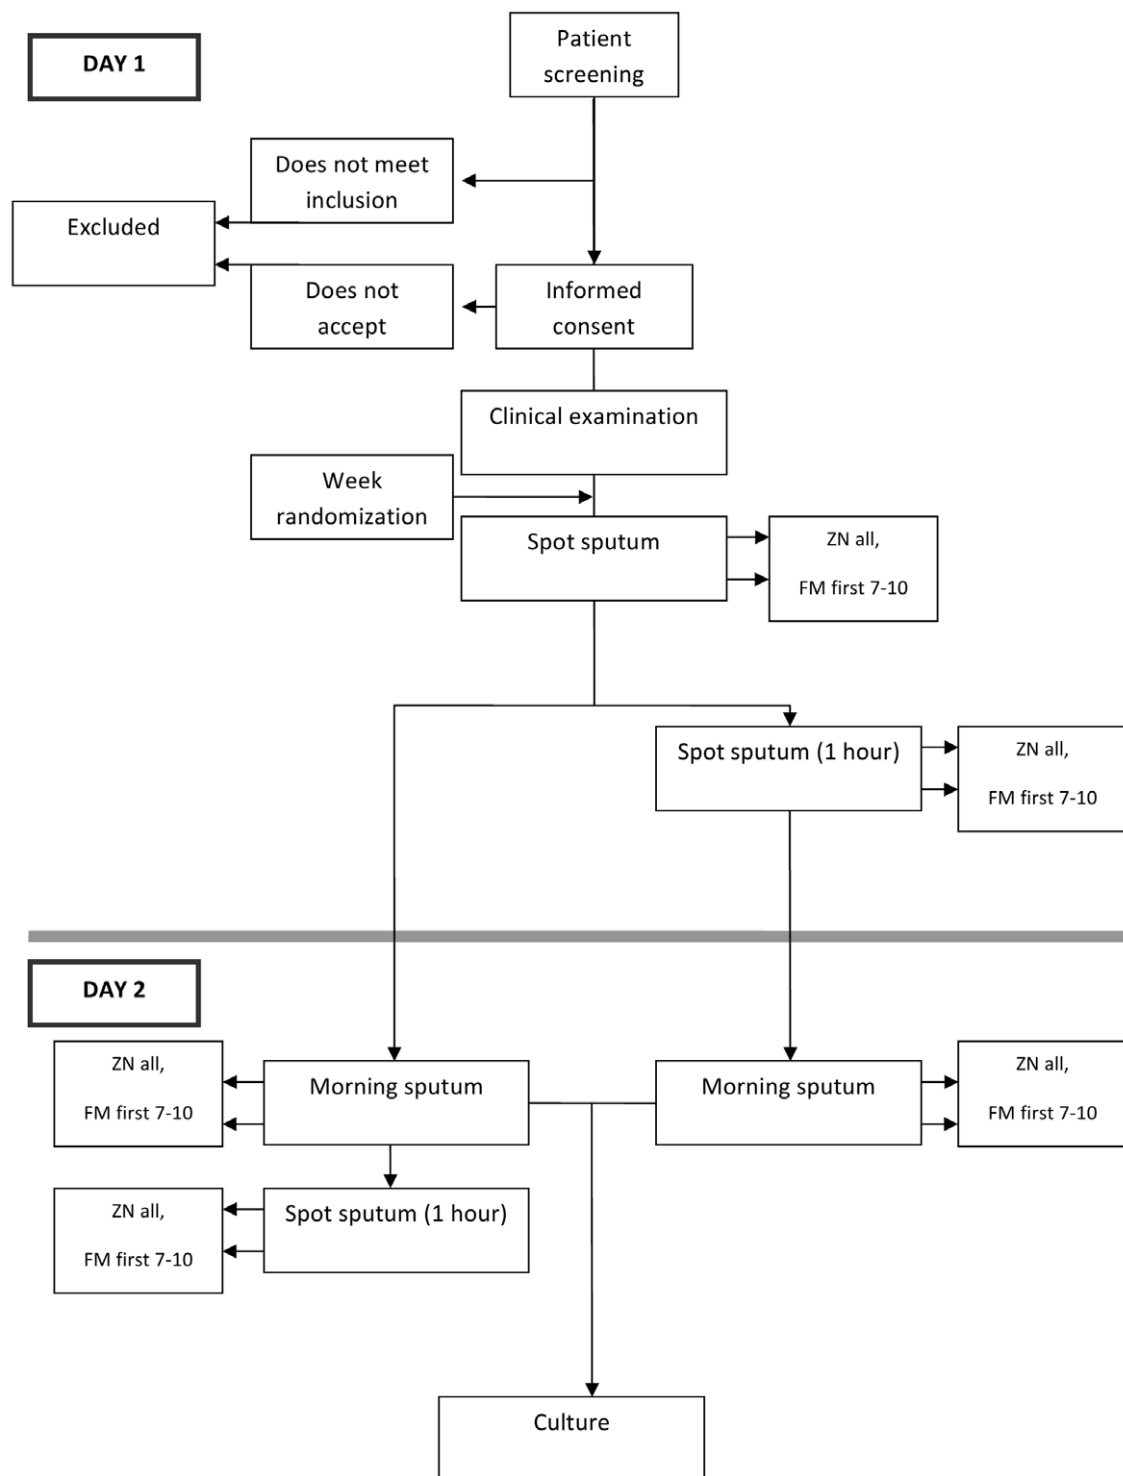 DAY 1
Patient
screening
Does not meet
inclusion
Excluded
Does not
accept
Informed
consent
Clinical examination
Week
randomization
Spot sputum
ZN all,
FM first 7-10
Spot sputum (1 hour)
ZN all,
FM first 7-10
DAY 2
ZN all,
FM first 7-10
Morning sputum
Morning sputum
ZN all,
FM first 7-10
ZN all,
FM first 7-10
Spot sputum (1 hour)
Culture